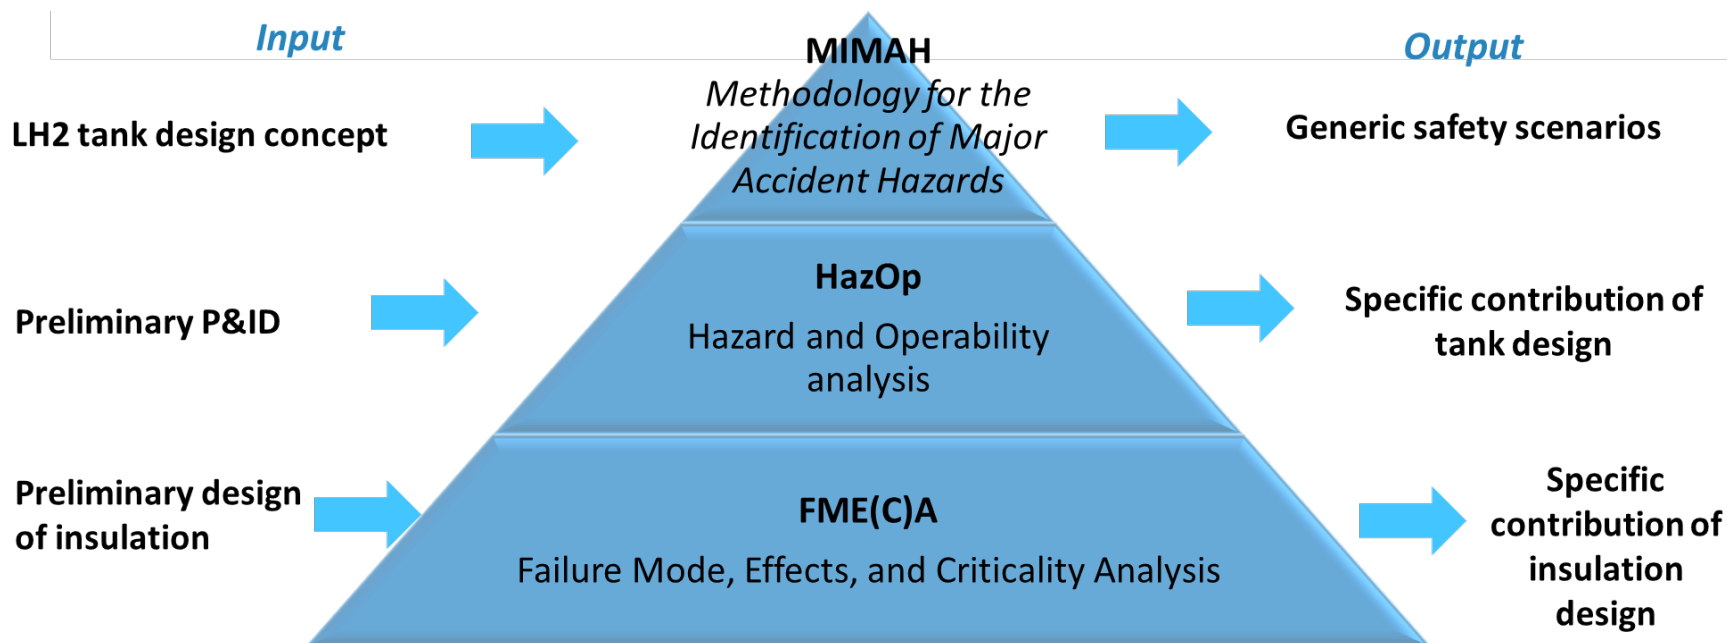 Input
Output
MIMAH
Methodology for the
Identification of Major
Accident Hazards
LH2 tank design concept
Generic safety scenarios
HazOp
Hazard and Operability
analysis
Preliminary P&ID
Specific contribution of
tank design
FME(C)A
Failure Mode, Effects, and Criticality Analysis
Preliminary design
of insulation
Specific
contribution of
insulation
design